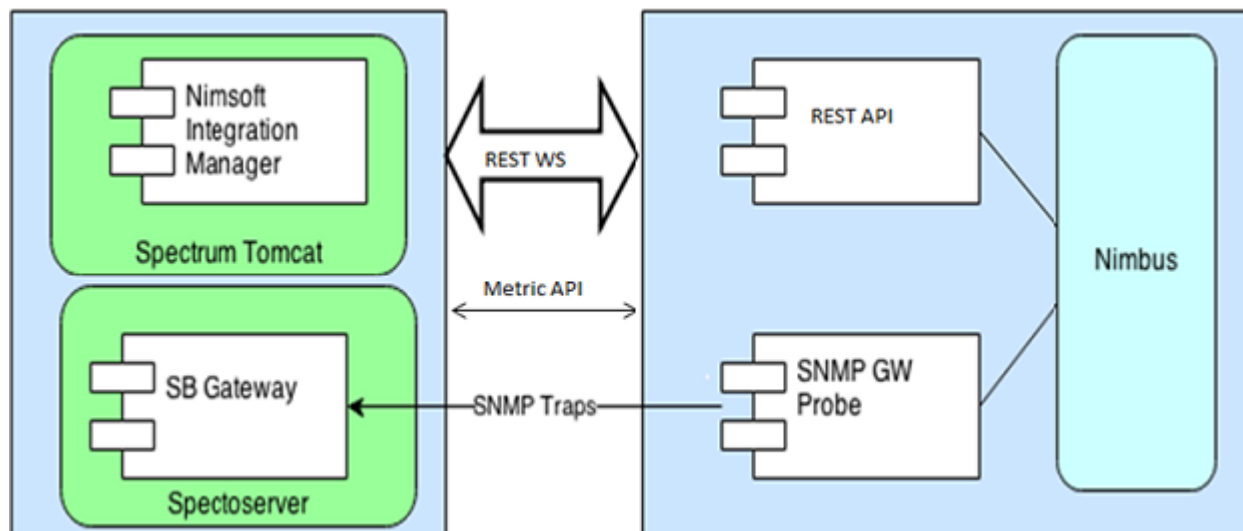 Nimsoft
Integration
Manager
Spectrum Tomcat
SB Gateway
Spectoserver
REST WS
Metric API
SNMP Traps
REST API
SNMP GW
Probe
Nimbus